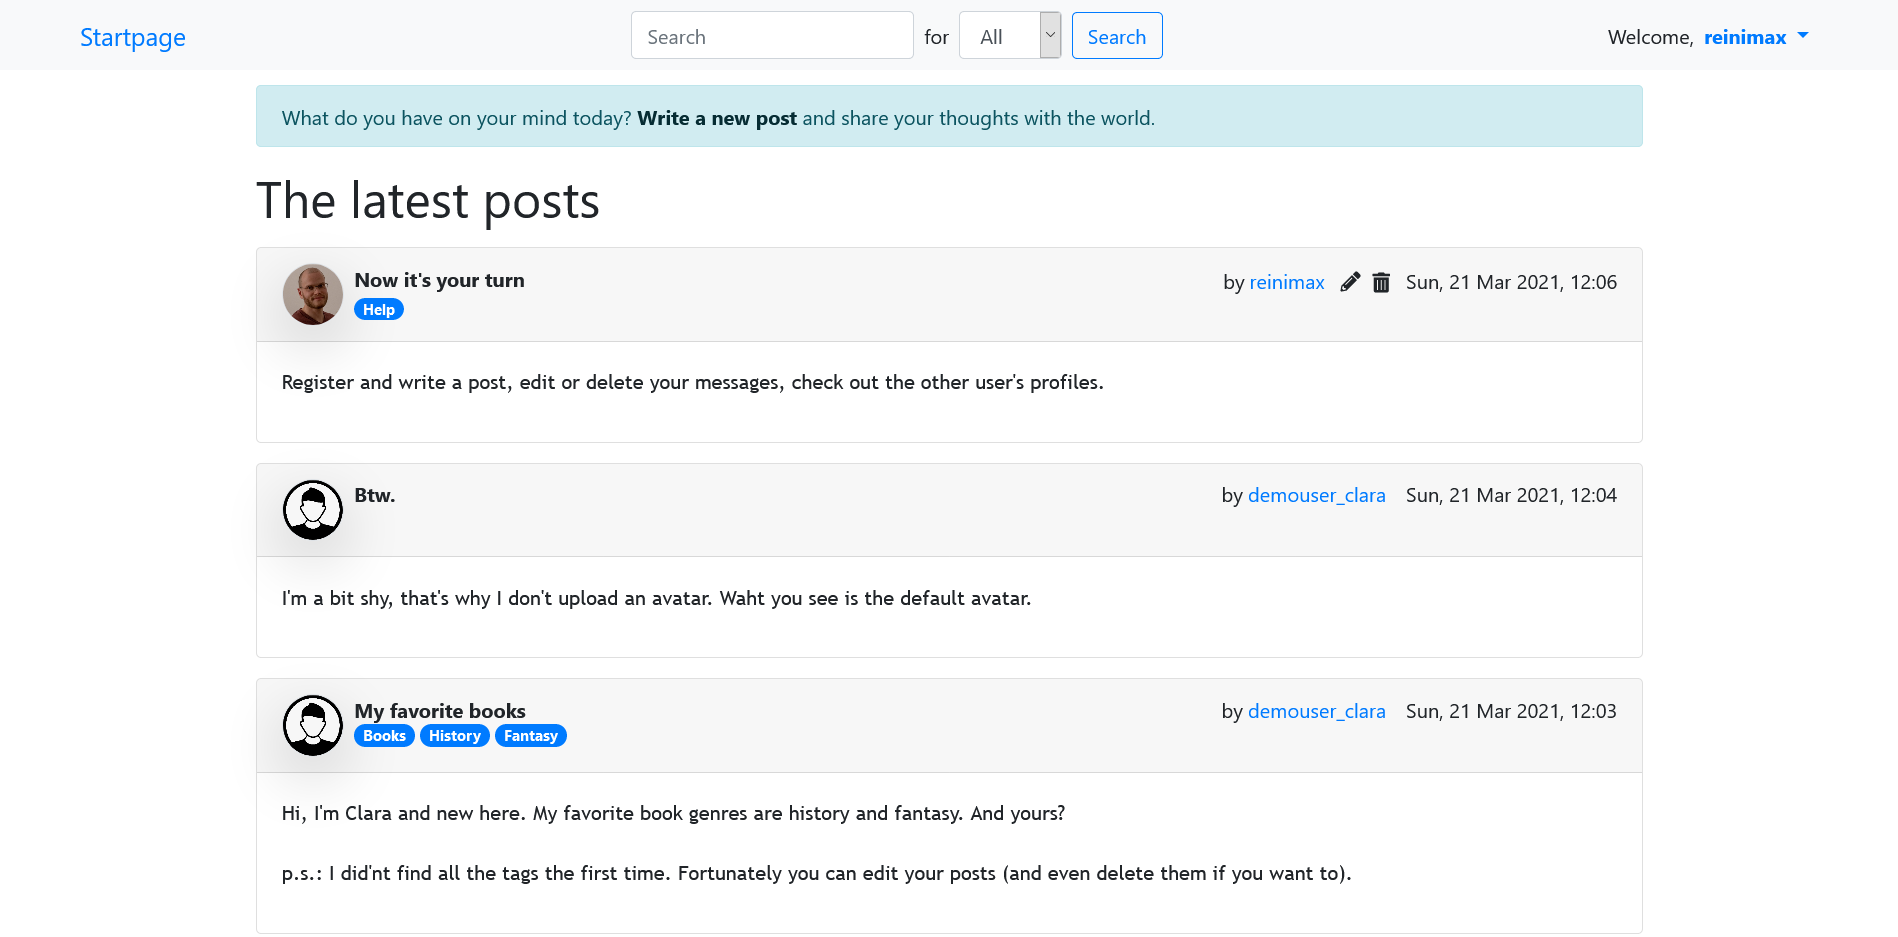 Startpage Search for All Search Welcome, reinimax
What do you have on your mind today? Write a new post and share your thoughts with the world.
The latest posts
Now it's your turn by reinimax Sun, 21 Mar 2021, 12:06
Help
Register and write a post, edit or delete your messages, check out the other user's profiles.
Btw. by demouser_clara Sun, 21 Mar 2021, 12:04
I'm a bit shy, that's why I don't upload an avatar. Waht you see is the default avatar.
My favorite books by demouser_clara Sun, 21 Mar 2021, 12:03
Books History Fantasy
Hi, I'm Clara and new here. My favorite book genres are history and fantasy. And yours?
p.s.: I did'nt find all the tags the first time. Fortunately you can edit your posts (and even delete them if you want to).